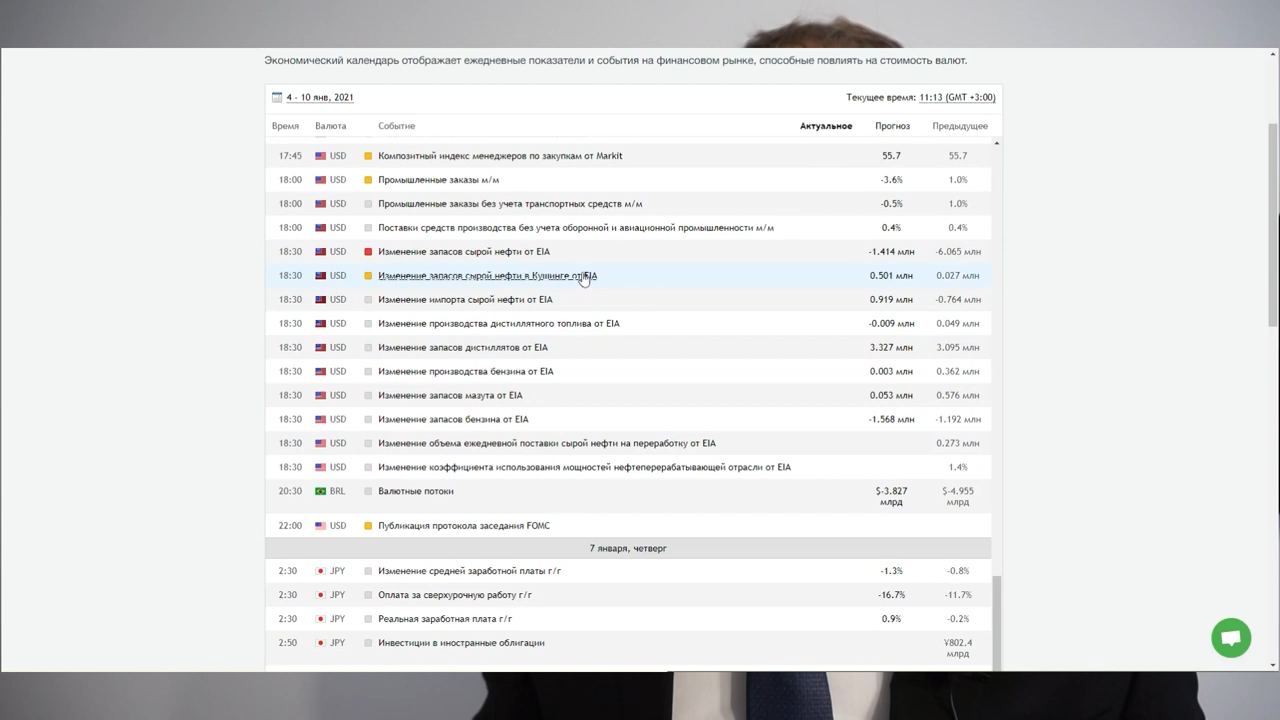 Экономический календарь отображает ежедневные показатели и события на финансовом рынке, способные повлиять на стоимость валют.
4 - 10 янв, 2021 Текущее время: 11:13 (GMT +3:00)
Время Валюта Событие Актуальное Прогноз Предыдущее
17:45 USD Композитный индекс менеджеров по закупкам от Markit 55.7 55.7
18:00 USD Промышленные заказы м/м -3.6% 1.0%
18:00 USD Промышленные заказы без учета транспортных средств м/м -0.5% 1.0%
18:00 USD Поставки средств производства без учета оборонной и авиационной промышленности м/м 0.4% 0.4%
18:30 USD Изменение запасов сырой нефти от EIA -1.414 млн -6.065 млн
18:30 USD Изменение запасов сырой нефти в Кушинге от EIA 0.501 млн 0.027 млн
18:30 USD Изменение импорта сырой нефти от EIA 0.919 млн -0.764 млн
18:30 USD Изменение производства дистиллятного топлива от EIA -0.009 млн 0.049 млн
18:30 USD Изменение запасов дистиллятов от EIA 3.327 млн 3.095 млн
18:30 USD Изменение производства бензина от EIA 0.003 млн 0.362 млн
18:30 USD Изменение запасов мазута от EIA 0.053 млн 0.576 млн
18:30 USD Изменение запасов бензина от EIA -1.568 млн -1.192 млн
18:30 USD Изменение объема ежедневной поставки сырой нефти на переработку от EIA 0.273 млн
18:30 USD Изменение коэффициента использования мощностей нефтеперерабатывающей отрасли от EIA 1.4%
20:30 BRL Валютные потоки $-3.827 $-4.955
млрд млрд
22:00 USD Публикация протокола заседания FOMC
7 января, четверг
2:30 JPY Изменение средней заработной платы г/г -1.3% -0.8%
2:30 JPY Оплата за сверхурочную работу г/г -16.7% -11.7%
2:30 JPY Реальная заработная плата г/г 0.9% -0.2%
2:50 JPY Инвестиции в иностранные облигации ¥802.4
млрд